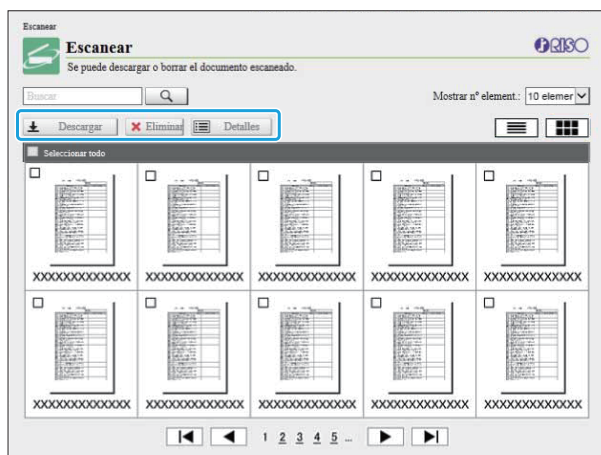 Escanear
Escanear
RISO
Se puede descargar o borrar el documento escaneado.
Buscar
Mostrar nº element.: 10 elemer
Descargar Eliminar Detalles
Seleccionar todo
XXXXXXXXXXXXX XXXXXXXXXXXXX XXXXXXXXXXXXX XXXXXXXXXXXXX XXXXXXXXXXXXX
XXXXXXXXXXXXX XXXXXXXXXXXXX XXXXXXXXXXXXX XXXXXXXXXXXXX XXXXXXXXXXXXX
1 2 3 4 5 ...